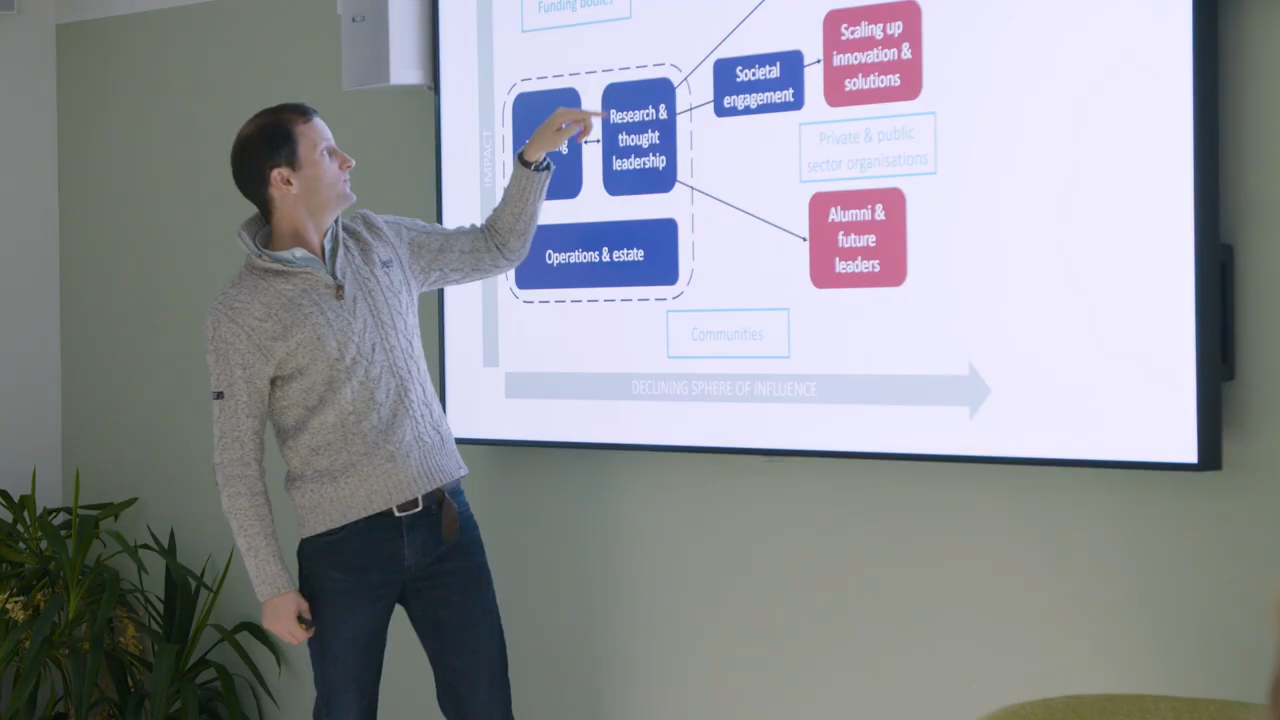 Funding bodies
Scaling up
innovation &
solutions
Societal
engagement
Research &
thought
leadership
Private & public
sector organisations
IMPACT
Alumni &
future
leaders
Operations & estate
Communities
DECLINING SPHERE OF INFLUENCE